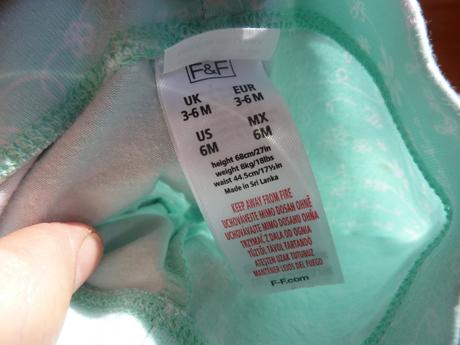 F&F
UK EUR
3-6 M 3-6 M
US MX
6M 6M
height 68cm/27in
weight 8kg/18lbs
waist 44.5cm/17½in
Made in Sri Lanka
KEEP AWAY FROM FIRE
UCHOVÁVEJTE MIMO DOSAH OHNĚ
UCHOVÁVAJTE MIMO DOSAHU OHŇA
TRZYMAĆ Z DALA OD OGNIA
TŰZTŐL TÁVOL TARTANDÓ
ATEŞTEN UZAK TUTUNUZ
MANTENER LEJOS DEL FUEGO
F-F.com